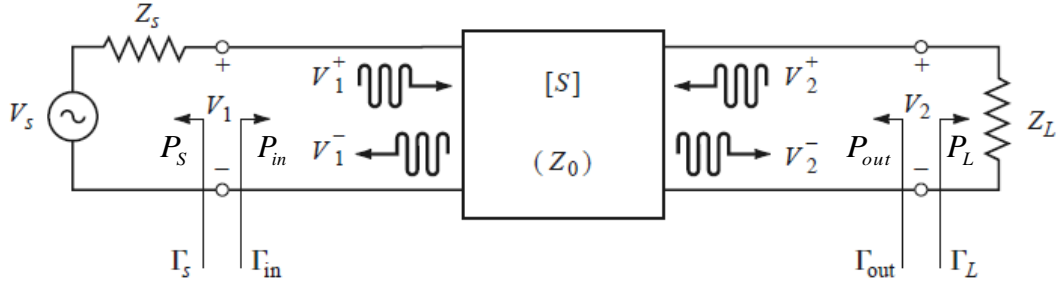 Z_s
+ V_1^+ V_2^+ +
[S]
V_s V_1 V_2 Z_L
P_S P_in V_1^- (Z_0) V_2^- P_out P_L
− −
Γ_s Γ_in Γ_out Γ_L